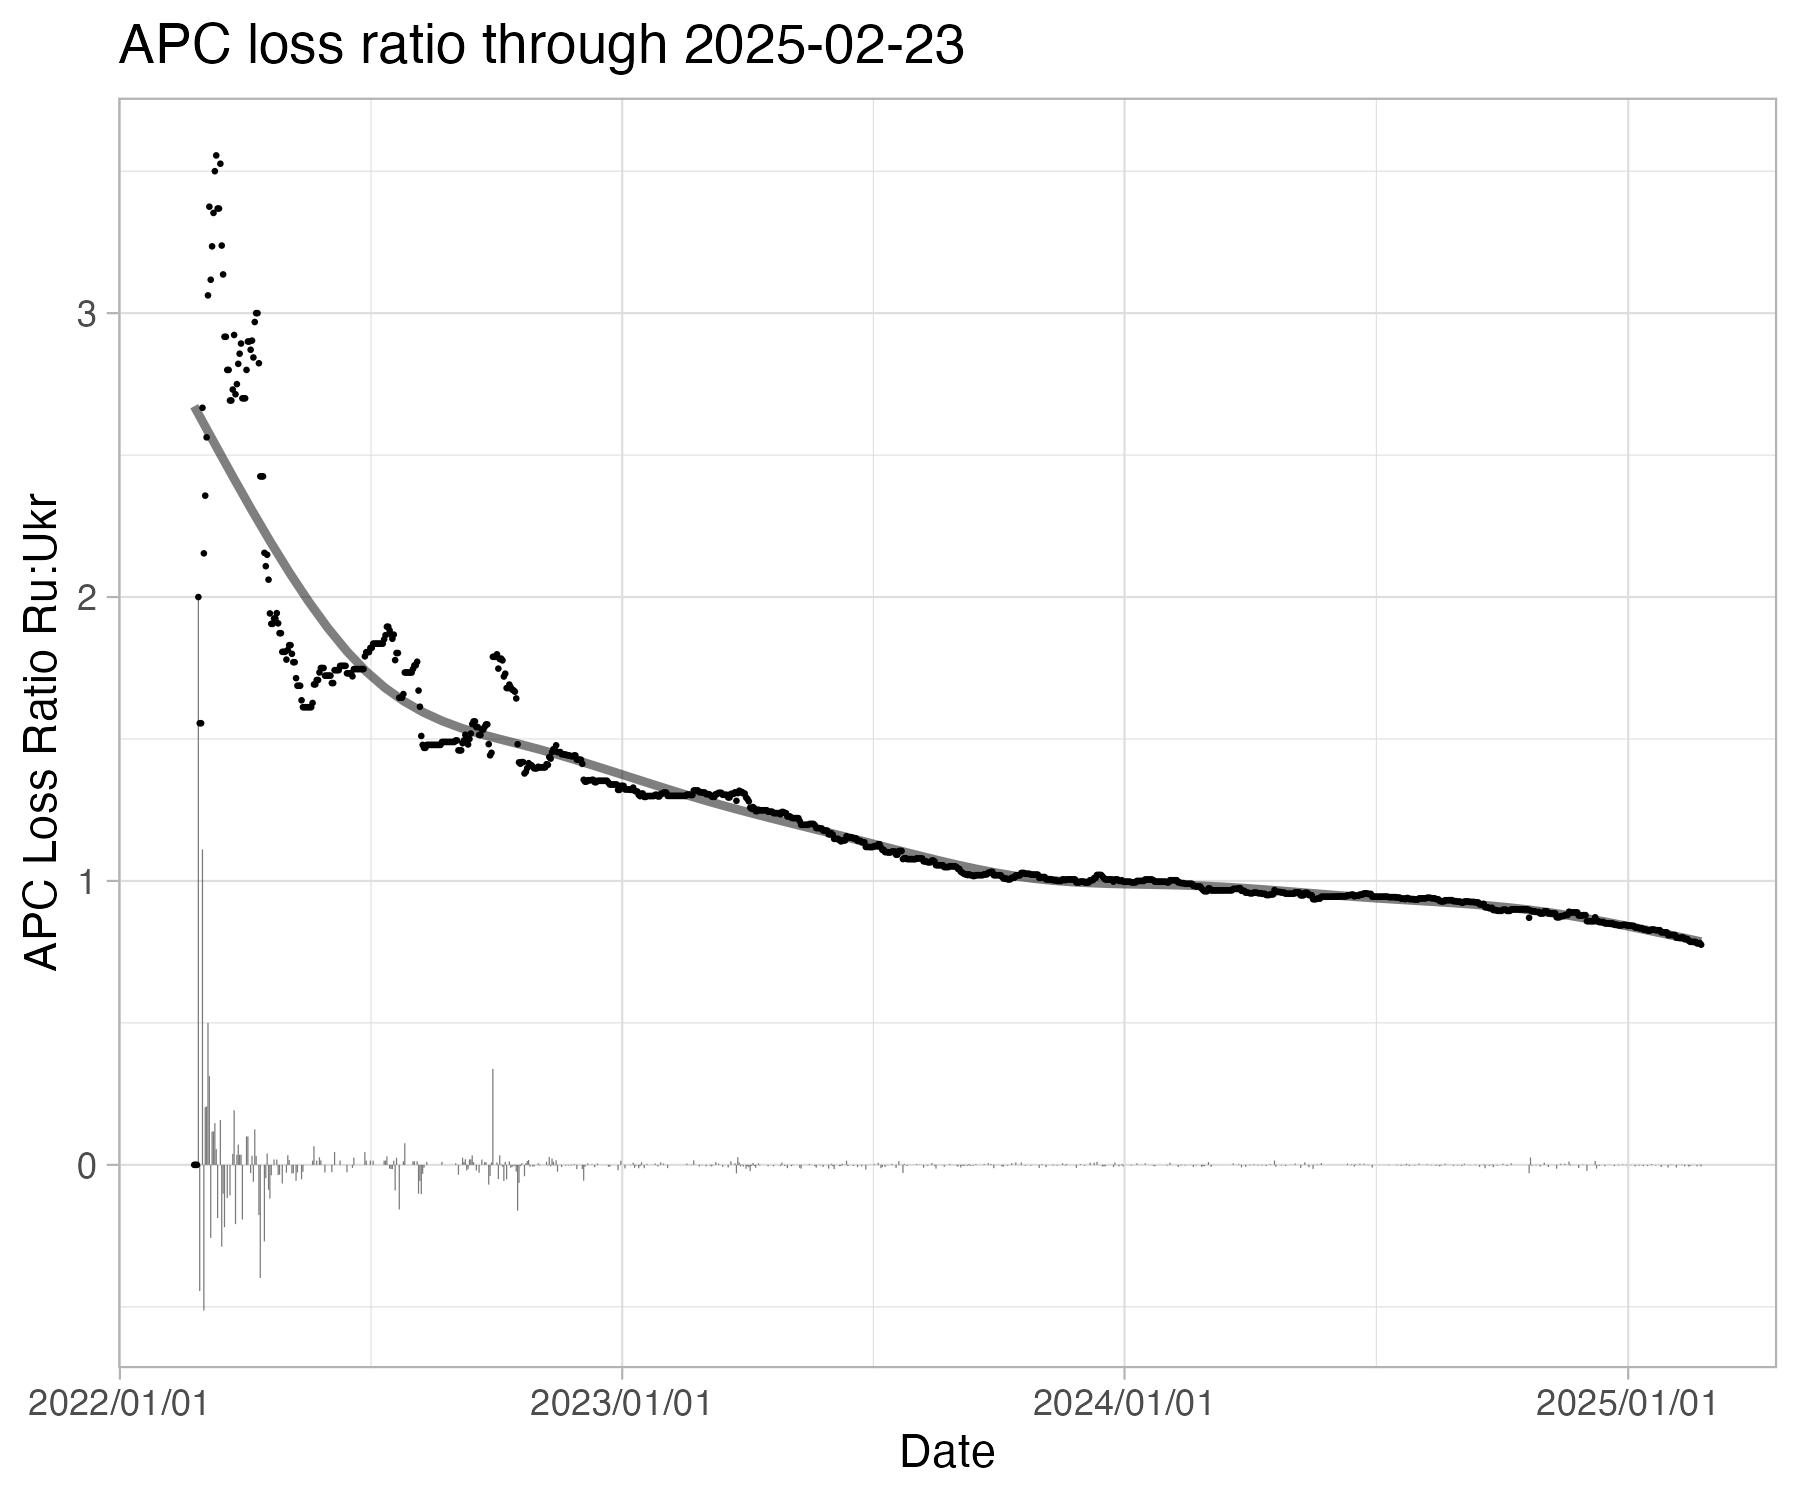 APC loss ratio through 2025-02-23
APC Loss Ratio Ru:Ukr
3
2
1
0
2022/01/01
2023/01/01
2024/01/01
2025/01/01
Date